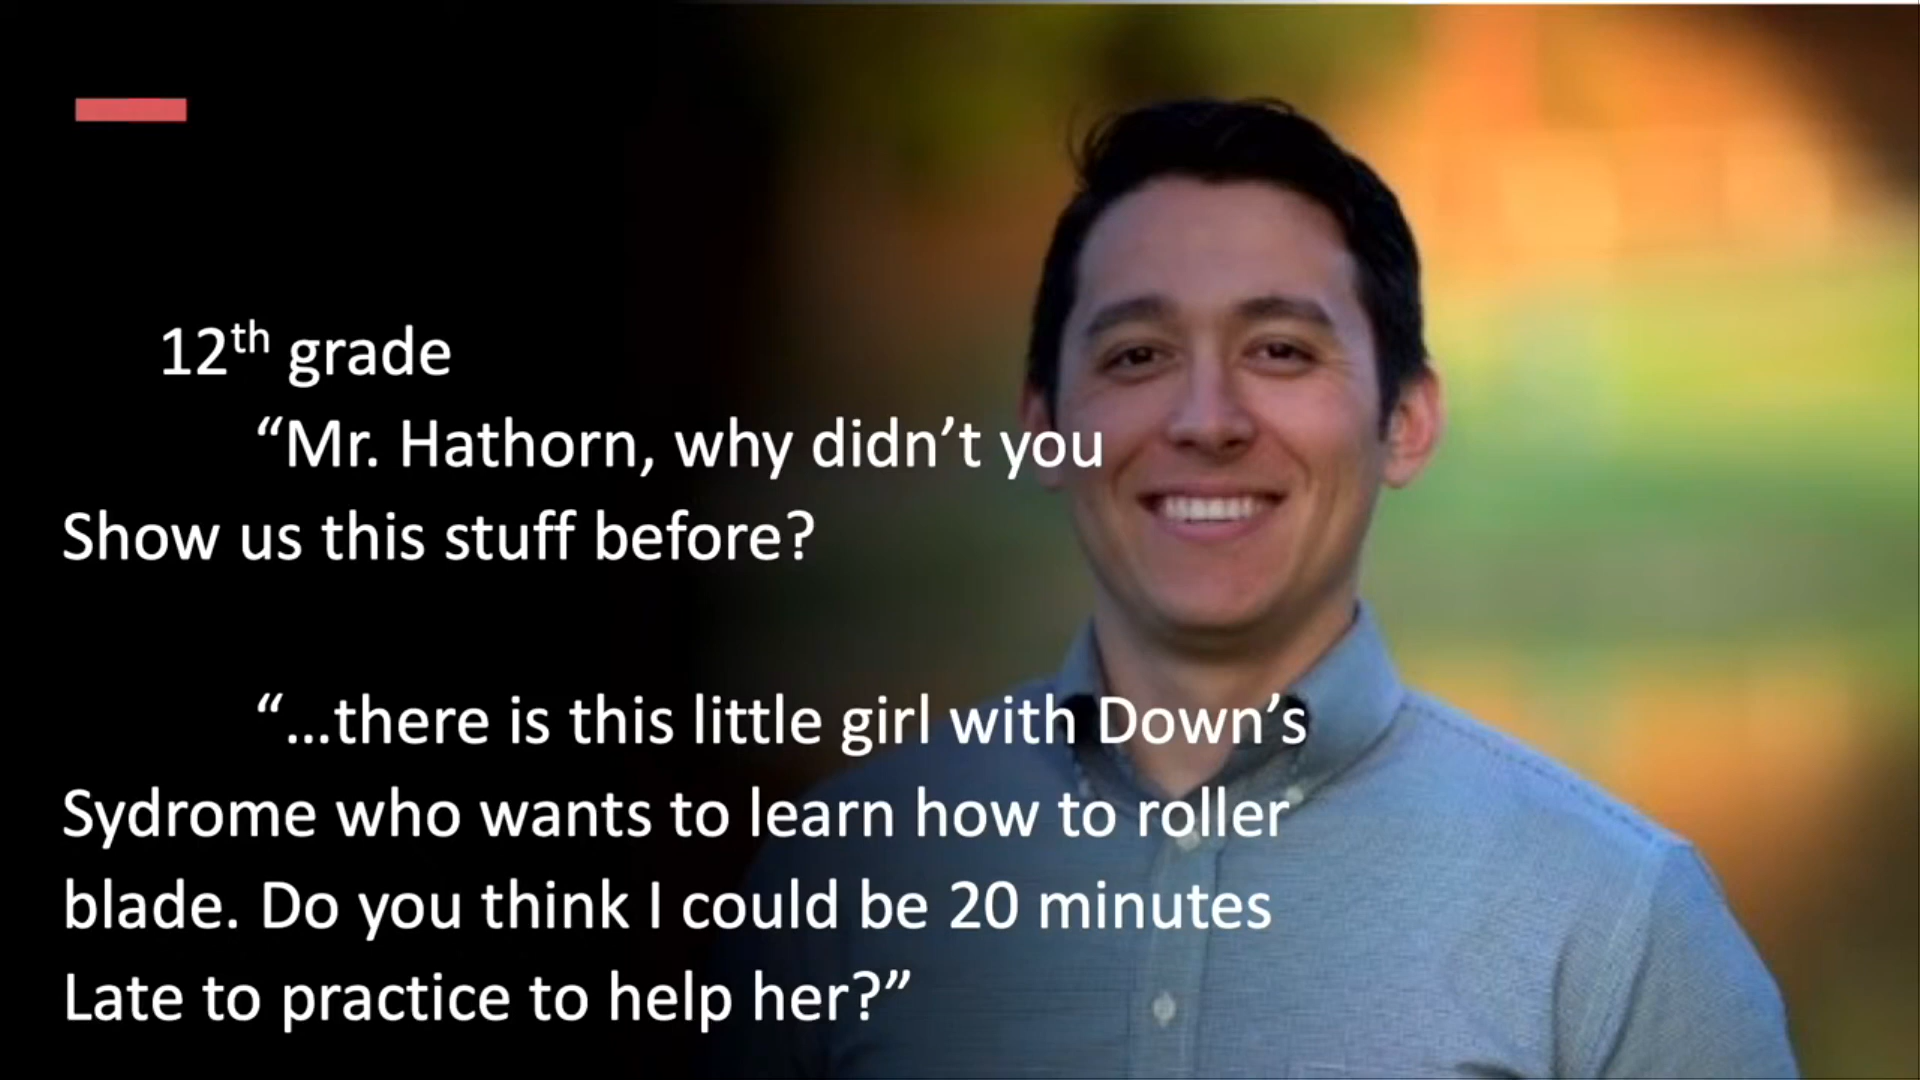 12th grade
“Mr. Hathorn, why didn’t you
Show us this stuff before?
“...there is this little girl with Down’s
Sydrome who wants to learn how to roller
blade. Do you think I could be 20 minutes
Late to practice to help her?”